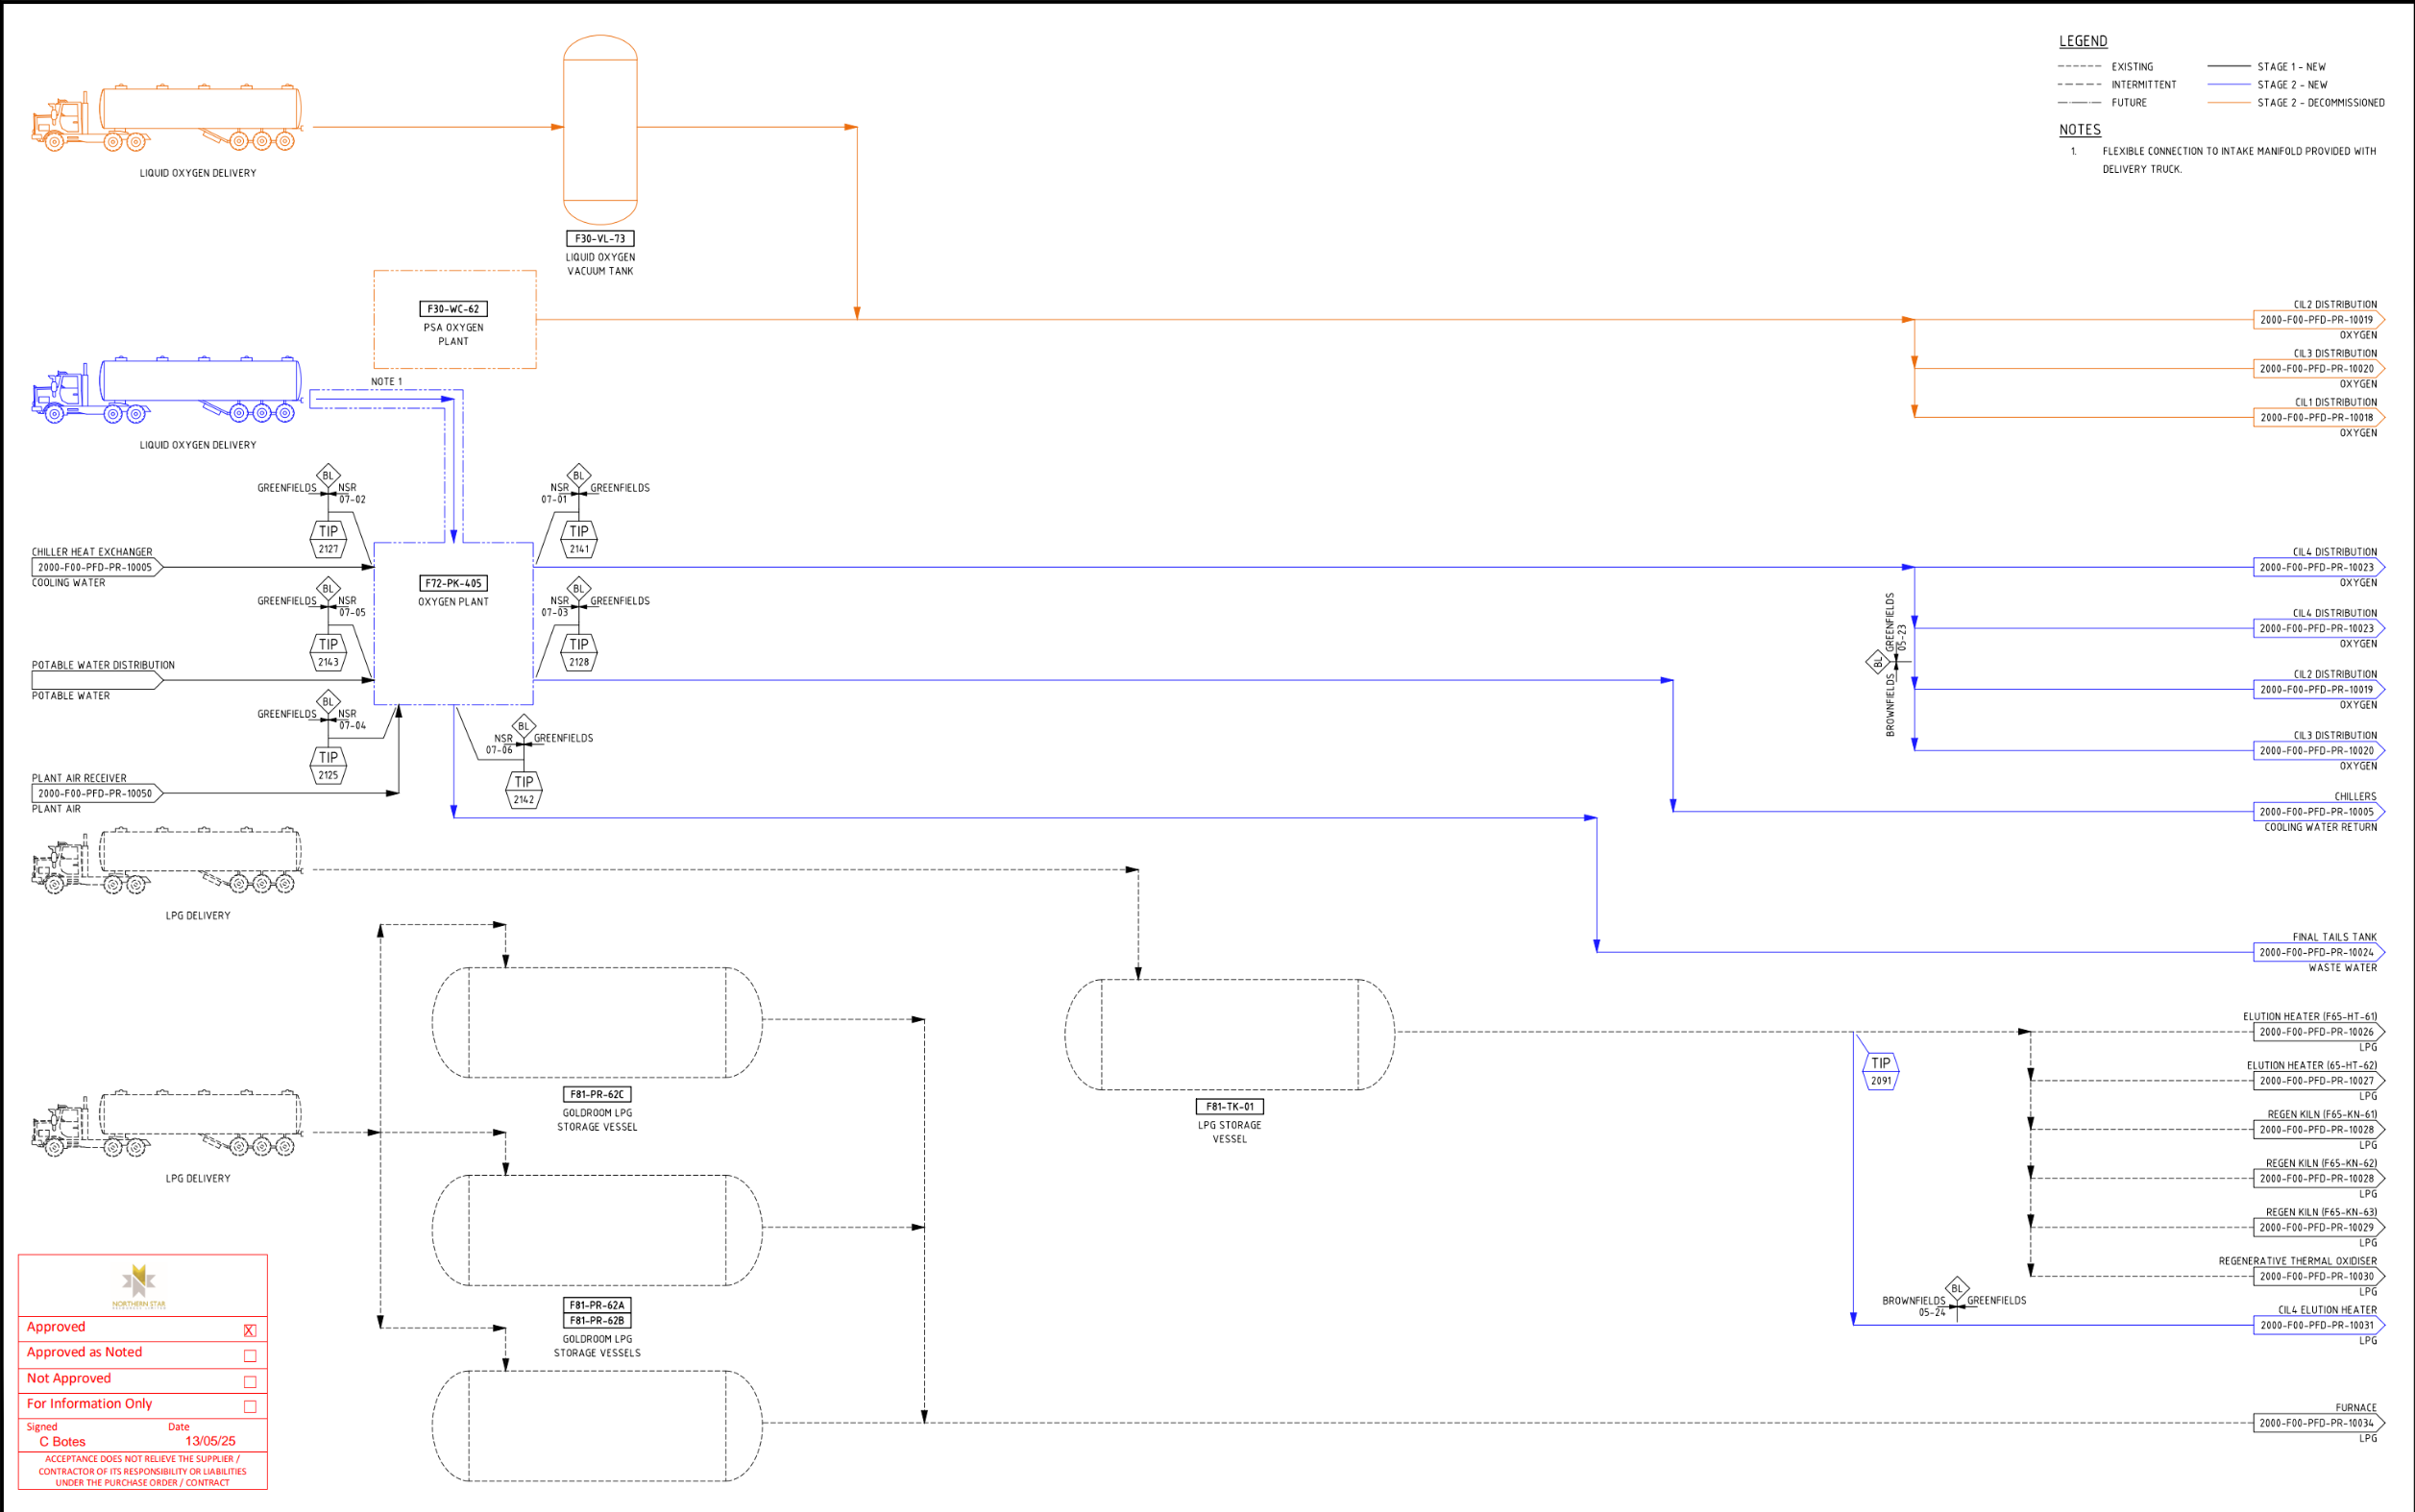 LEGEND
EXISTING
INTERMITTENT
FUTURE
STAGE 1 - NEW
STAGE 2 - NEW
STAGE 2 - DECOMMISSIONED
NOTES
1. FLEXIBLE CONNECTION TO INTAKE MANIFOLD PROVIDED WITH
DELIVERY TRUCK.
LIQUID OXYGEN DELIVERY
F30-VL-73
LIQUID OXYGEN
VACUUM TANK
F30-WC-62
PSA OXYGEN
PLANT
CIL2 DISTRIBUTION
2000-F00-PFD-PR-10019
OXYGEN
CIL3 DISTRIBUTION
2000-F00-PFD-PR-10020
OXYGEN
CIL1 DISTRIBUTION
2000-F00-PFD-PR-10018
OXYGEN
NOTE 1
LIQUID OXYGEN DELIVERY
BL
GREENFIELDS NSR
07-02
TIP
2127
BL
NSR GREENFIELDS
07-01
TIP
2141
CHILLER HEAT EXCHANGER
2000-F00-PFD-PR-10005
COOLING WATER
F72-PK-405
OXYGEN PLANT
BL
GREENFIELDS NSR
07-05
TIP
2143
BL
NSR GREENFIELDS
07-03
TIP
2128
POTABLE WATER DISTRIBUTION
POTABLE WATER
BL
GREENFIELDS NSR
07-04
TIP
2125
BL
NSR GREENFIELDS
07-06
TIP
2142
PLANT AIR RECEIVER
2000-F00-PFD-PR-10050
PLANT AIR
CIL4 DISTRIBUTION
2000-F00-PFD-PR-10023
OXYGEN
CIL4 DISTRIBUTION
2000-F00-PFD-PR-10023
OXYGEN
BL
GREENFIELDS
05-23
BROWNFIELDS
CIL2 DISTRIBUTION
2000-F00-PFD-PR-10019
OXYGEN
CIL3 DISTRIBUTION
2000-F00-PFD-PR-10020
OXYGEN
CHILLERS
2000-F00-PFD-PR-10005
COOLING WATER RETURN
LPG DELIVERY
FINAL TAILS TANK
2000-F00-PFD-PR-10024
WASTE WATER
F81-PR-62C
GOLDROOM LPG
STORAGE VESSEL
F81-TK-01
LPG STORAGE
VESSEL
TIP
2091
ELUTION HEATER (F65-HT-61)
2000-F00-PFD-PR-10026
LPG
ELUTION HEATER (65-HT-62)
2000-F00-PFD-PR-10027
LPG
REGEN KILN (F65-KN-61)
2000-F00-PFD-PR-10028
LPG
REGEN KILN (F65-KN-62)
2000-F00-PFD-PR-10028
LPG
REGEN KILN (F65-KN-63)
2000-F00-PFD-PR-10029
LPG
REGENERATIVE THERMAL OXIDISER
2000-F00-PFD-PR-10030
LPG
BL
BROWNFIELDS GREENFIELDS
05-24
CIL4 ELUTION HEATER
2000-F00-PFD-PR-10031
LPG
LPG DELIVERY
F81-PR-62A
F81-PR-62B
GOLDROOM LPG
STORAGE VESSELS
FURNACE
2000-F00-PFD-PR-10034
LPG
NORTHERN STAR
RESOURCES LIMITED
Approved X
Approved as Noted
Not Approved
For Information Only
Signed Date
C Botes 13/05/25
ACCEPTANCE DOES NOT RELIEVE THE SUPPLIER /
CONTRACTOR OF ITS RESPONSIBILITY OR LIABILITIES
UNDER THE PURCHASE ORDER / CONTRACT